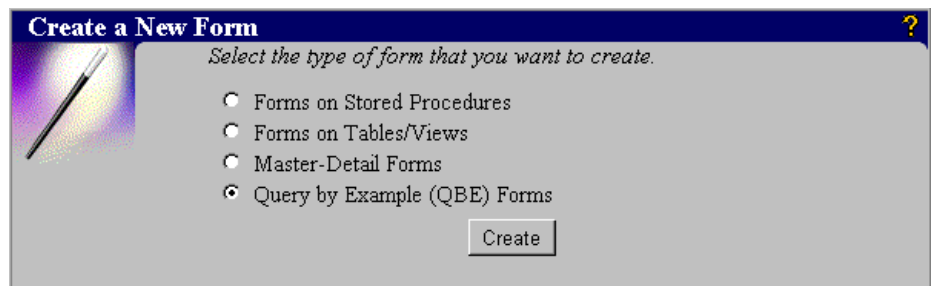 Create a New Form ?
Select the type of form that you want to create.
Forms on Stored Procedures
Forms on Tables/Views
Master-Detail Forms
Query by Example (QBE) Forms
Create